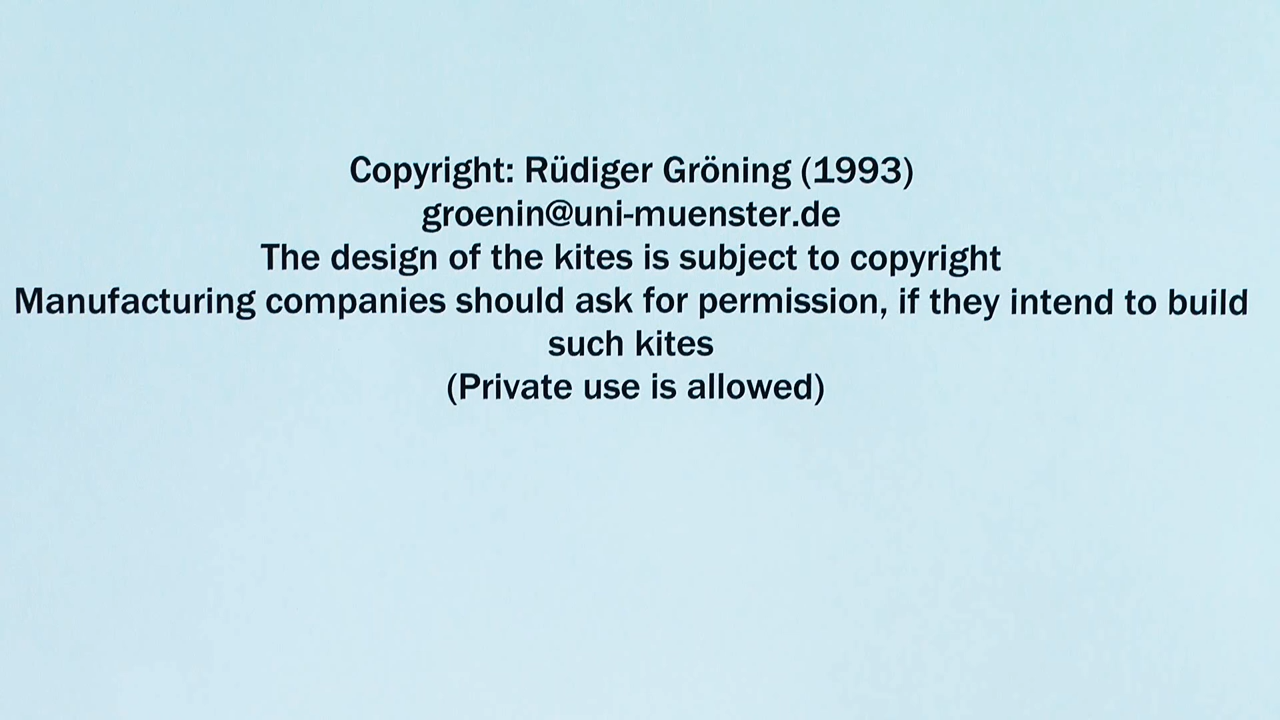 Copyright: Rüdiger Gröning (1993)
groenin@uni-muenster.de
The design of the kites is subject to copyright
Manufacturing companies should ask for permission, if they intend to build
such kites
(Private use is allowed)